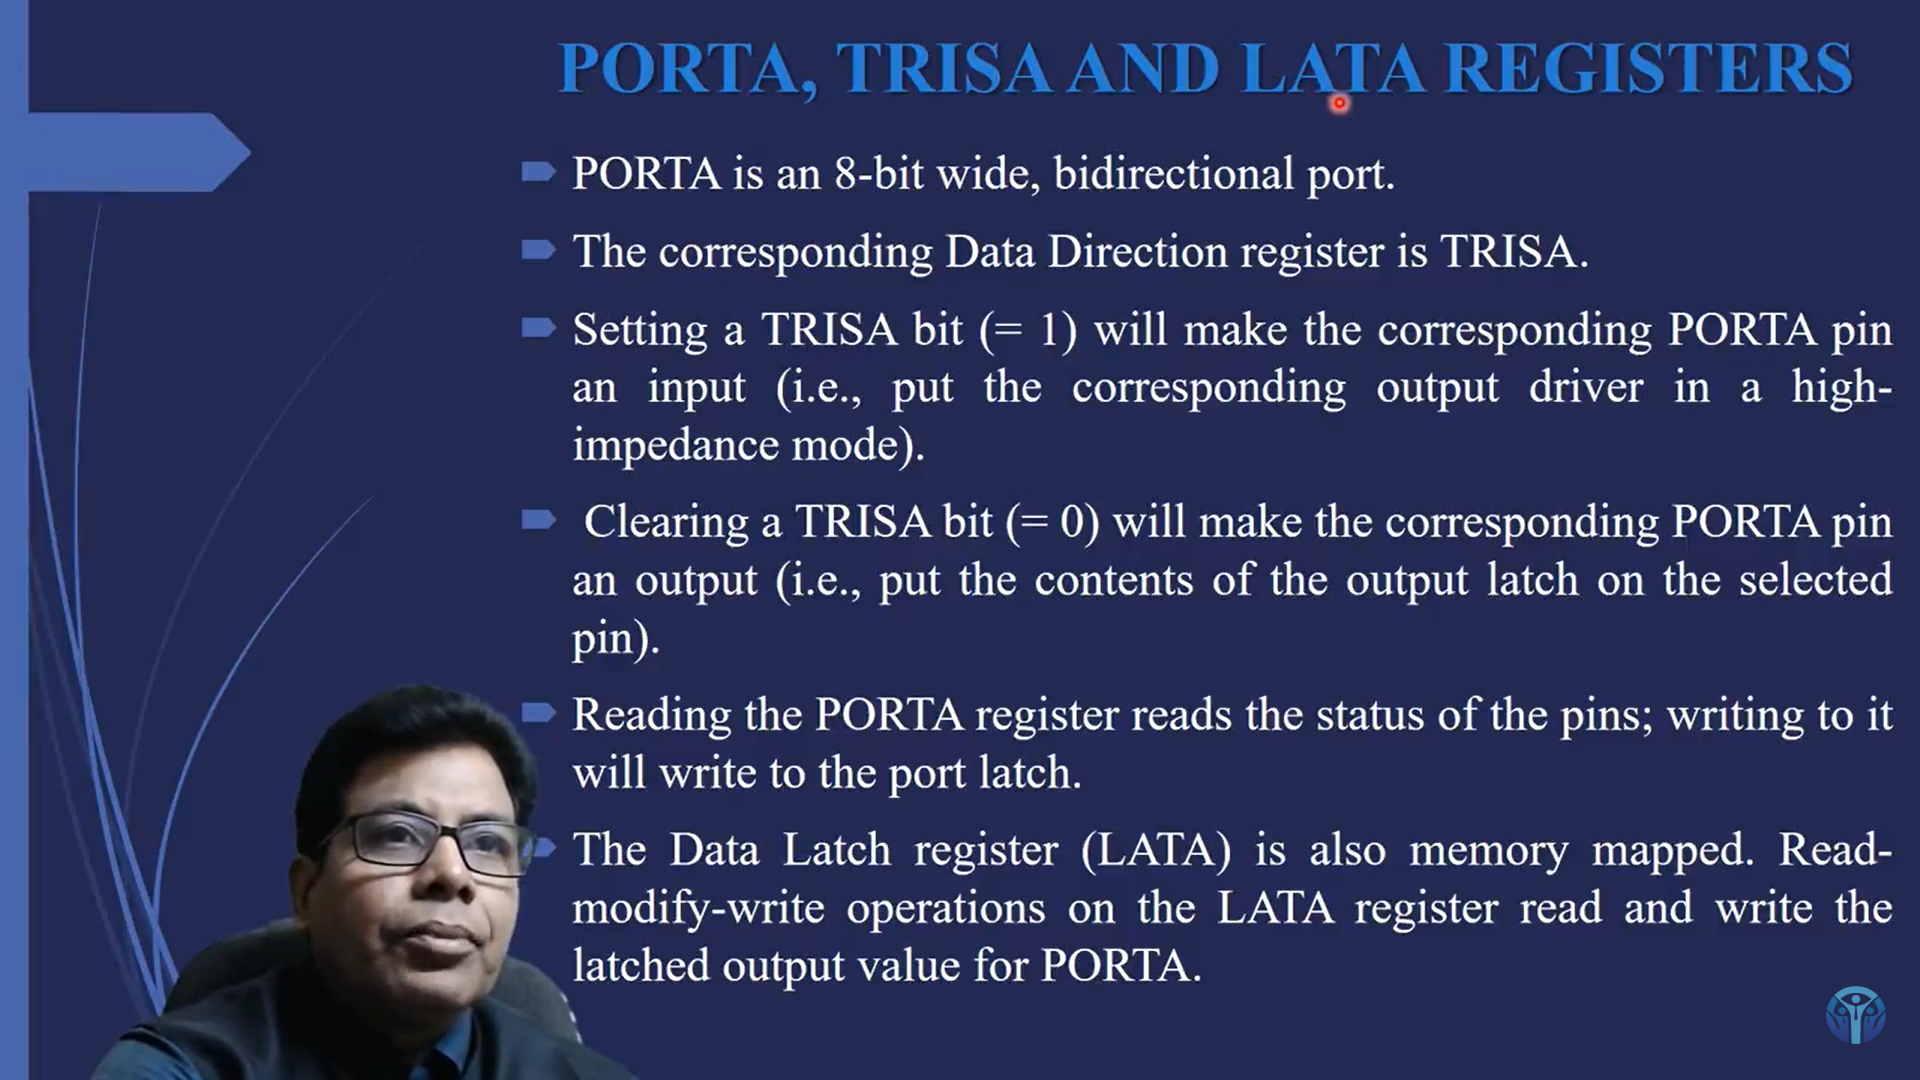 PORTA, TRISA AND LATA REGISTERS
PORTA is an 8-bit wide, bidirectional port.
The corresponding Data Direction register is TRISA.
Setting a TRISA bit (= 1) will make the corresponding PORTA pin
an input (i.e., put the corresponding output driver in a high-
impedance mode).
Clearing a TRISA bit (= 0) will make the corresponding PORTA pin
an output (i.e., put the contents of the output latch on the selected
pin).
Reading the PORTA register reads the status of the pins; writing to it
will write to the port latch.
The Data Latch register (LATA) is also memory mapped. Read-
modify-write operations on the LATA register read and write the
latched output value for PORTA.